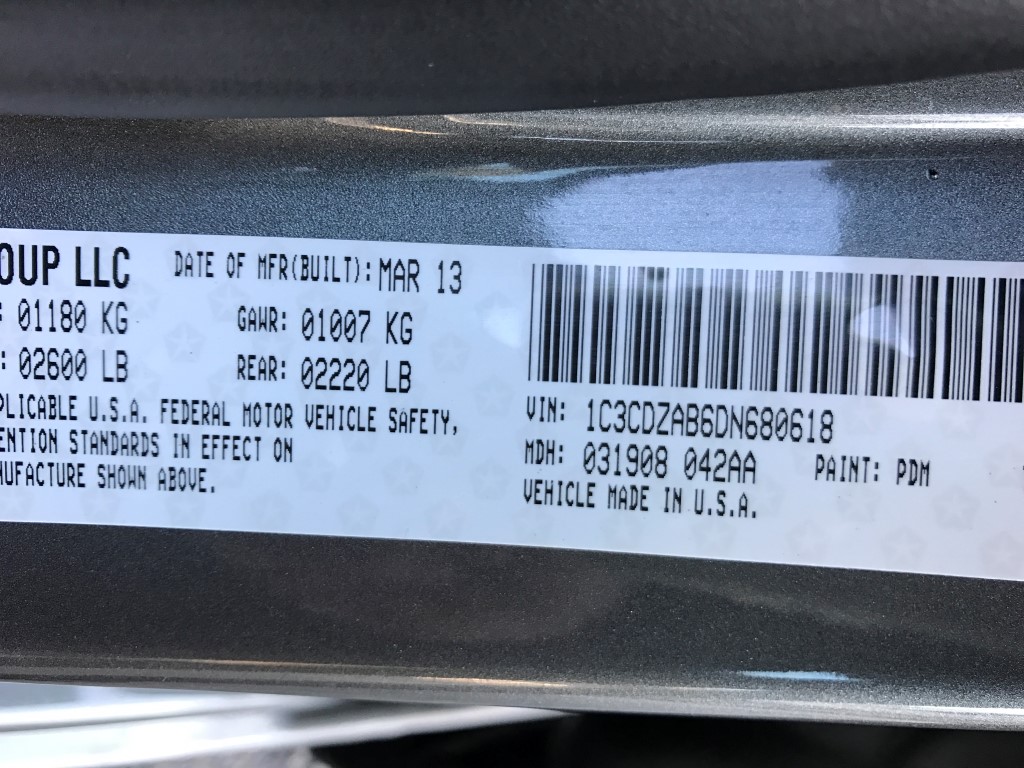 OUP LLC DATE OF MFR(BUILT): MAR 13
: 01180 KG GAWR: 01007 KG
: 02600 LB REAR: 02220 LB
PLICABLE U.S.A. FEDERAL MOTOR VEHICLE SAFETY,
ENTION STANDARDS IN EFFECT ON
NUFACTURE SHOWN ABOVE.
VIN: 1C3CDZAB6DN680618
MDH: 031908 042AA PAINT: PDM
VEHICLE MADE IN U.S.A.